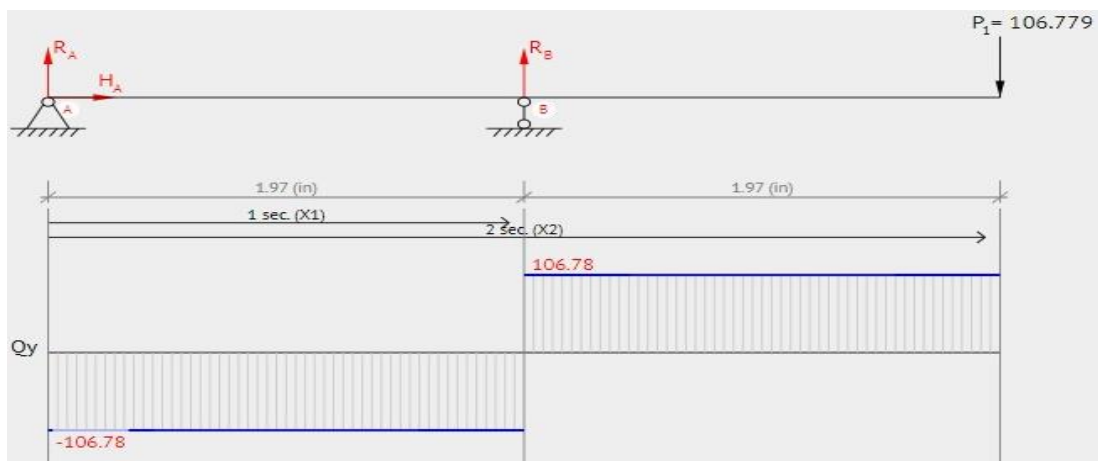 P1= 106.779
RA
RB
HA
A
B
1.97 (in)
1.97 (in)
1 sec. (X1)
2 sec. (X2)
106.78
Qy
-106.78